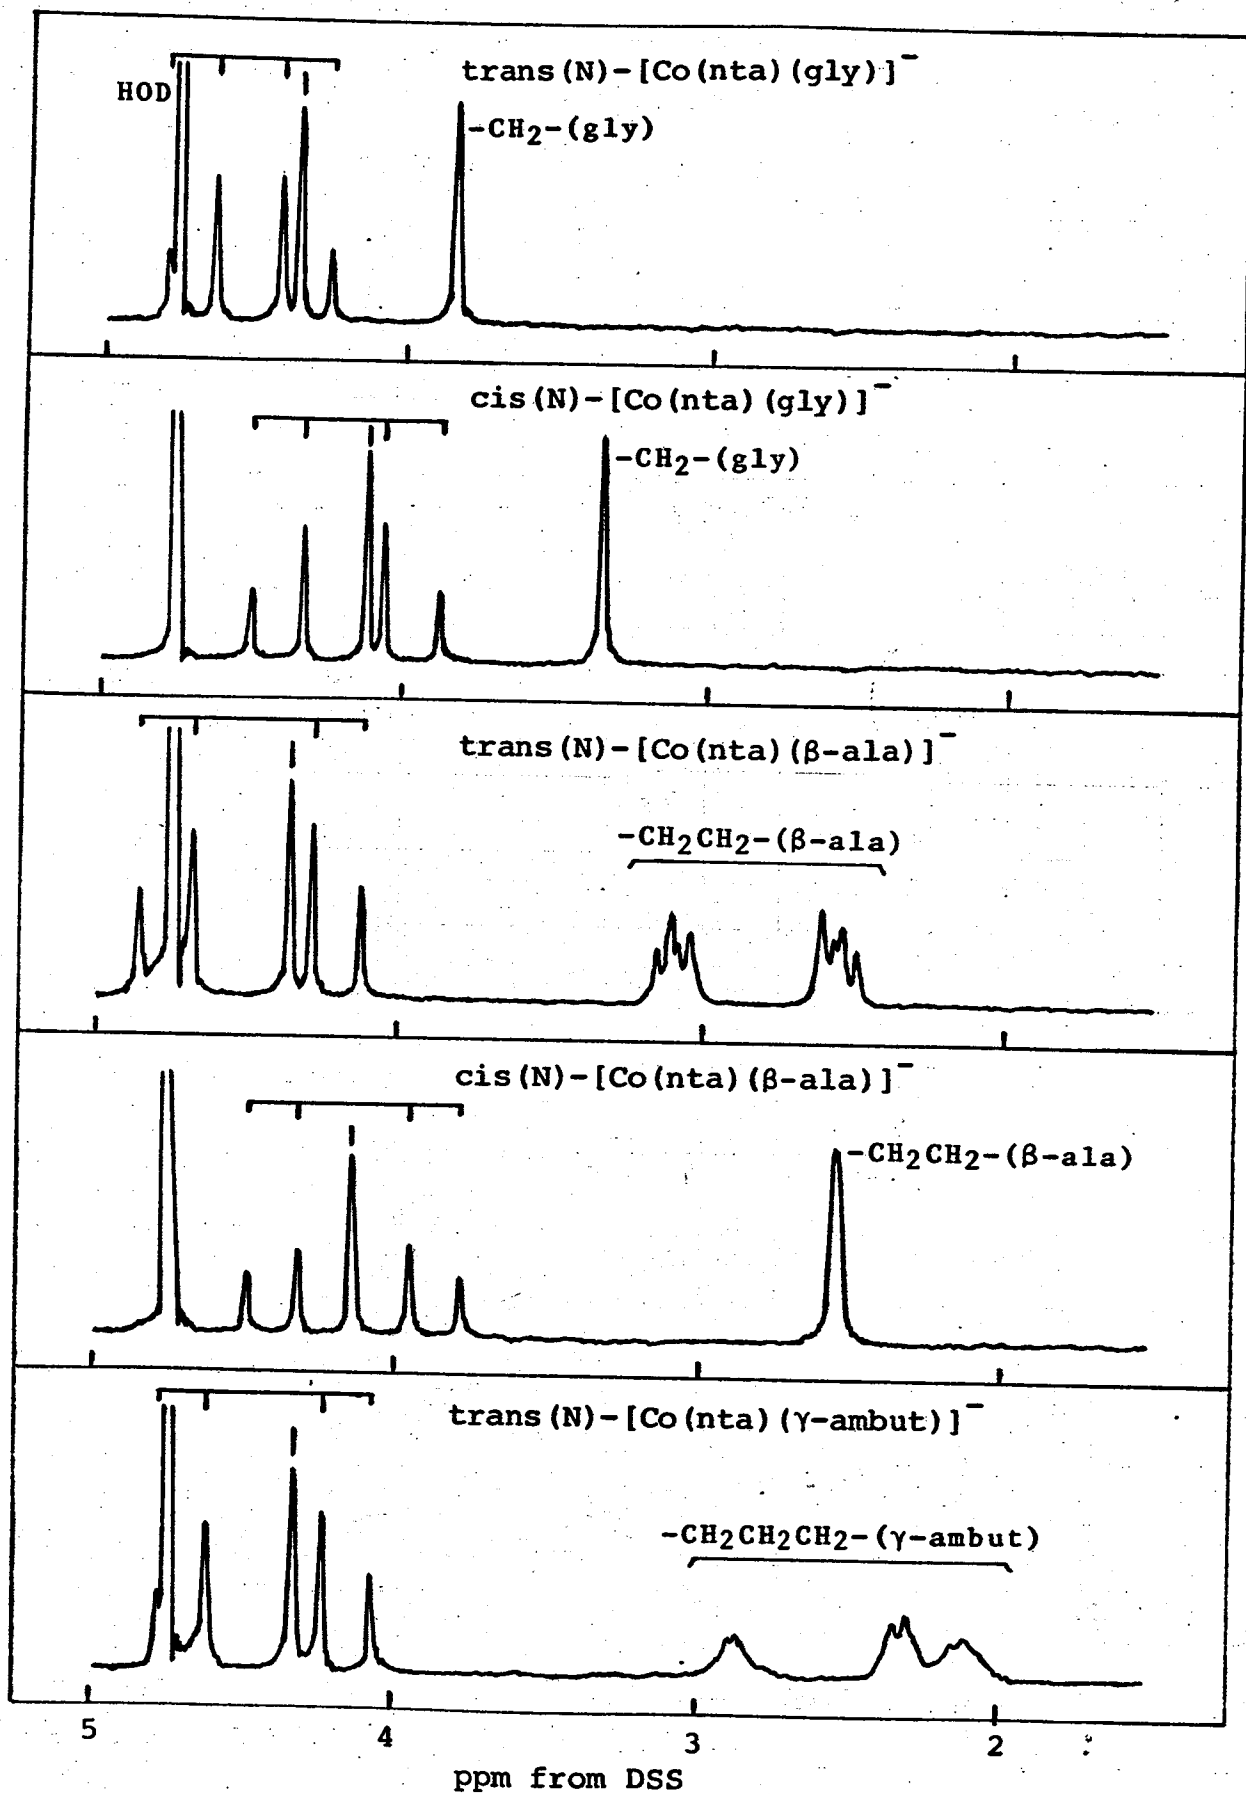 trans(N)-[Co(nta)(gly)]⁻
HOD
-CH₂-(gly)
cis(N)-[Co(nta)(gly)]⁻
-CH₂-(gly)
trans(N)-[Co(nta)(β-ala)]⁻
-CH₂CH₂-(β-ala)
cis(N)-[Co(nta)(β-ala)]⁻
-CH₂CH₂-(β-ala)
trans(N)-[Co(nta)(γ-ambut)]⁻
-CH₂CH₂CH₂-(γ-ambut)
5 4 3 2
ppm from DSS